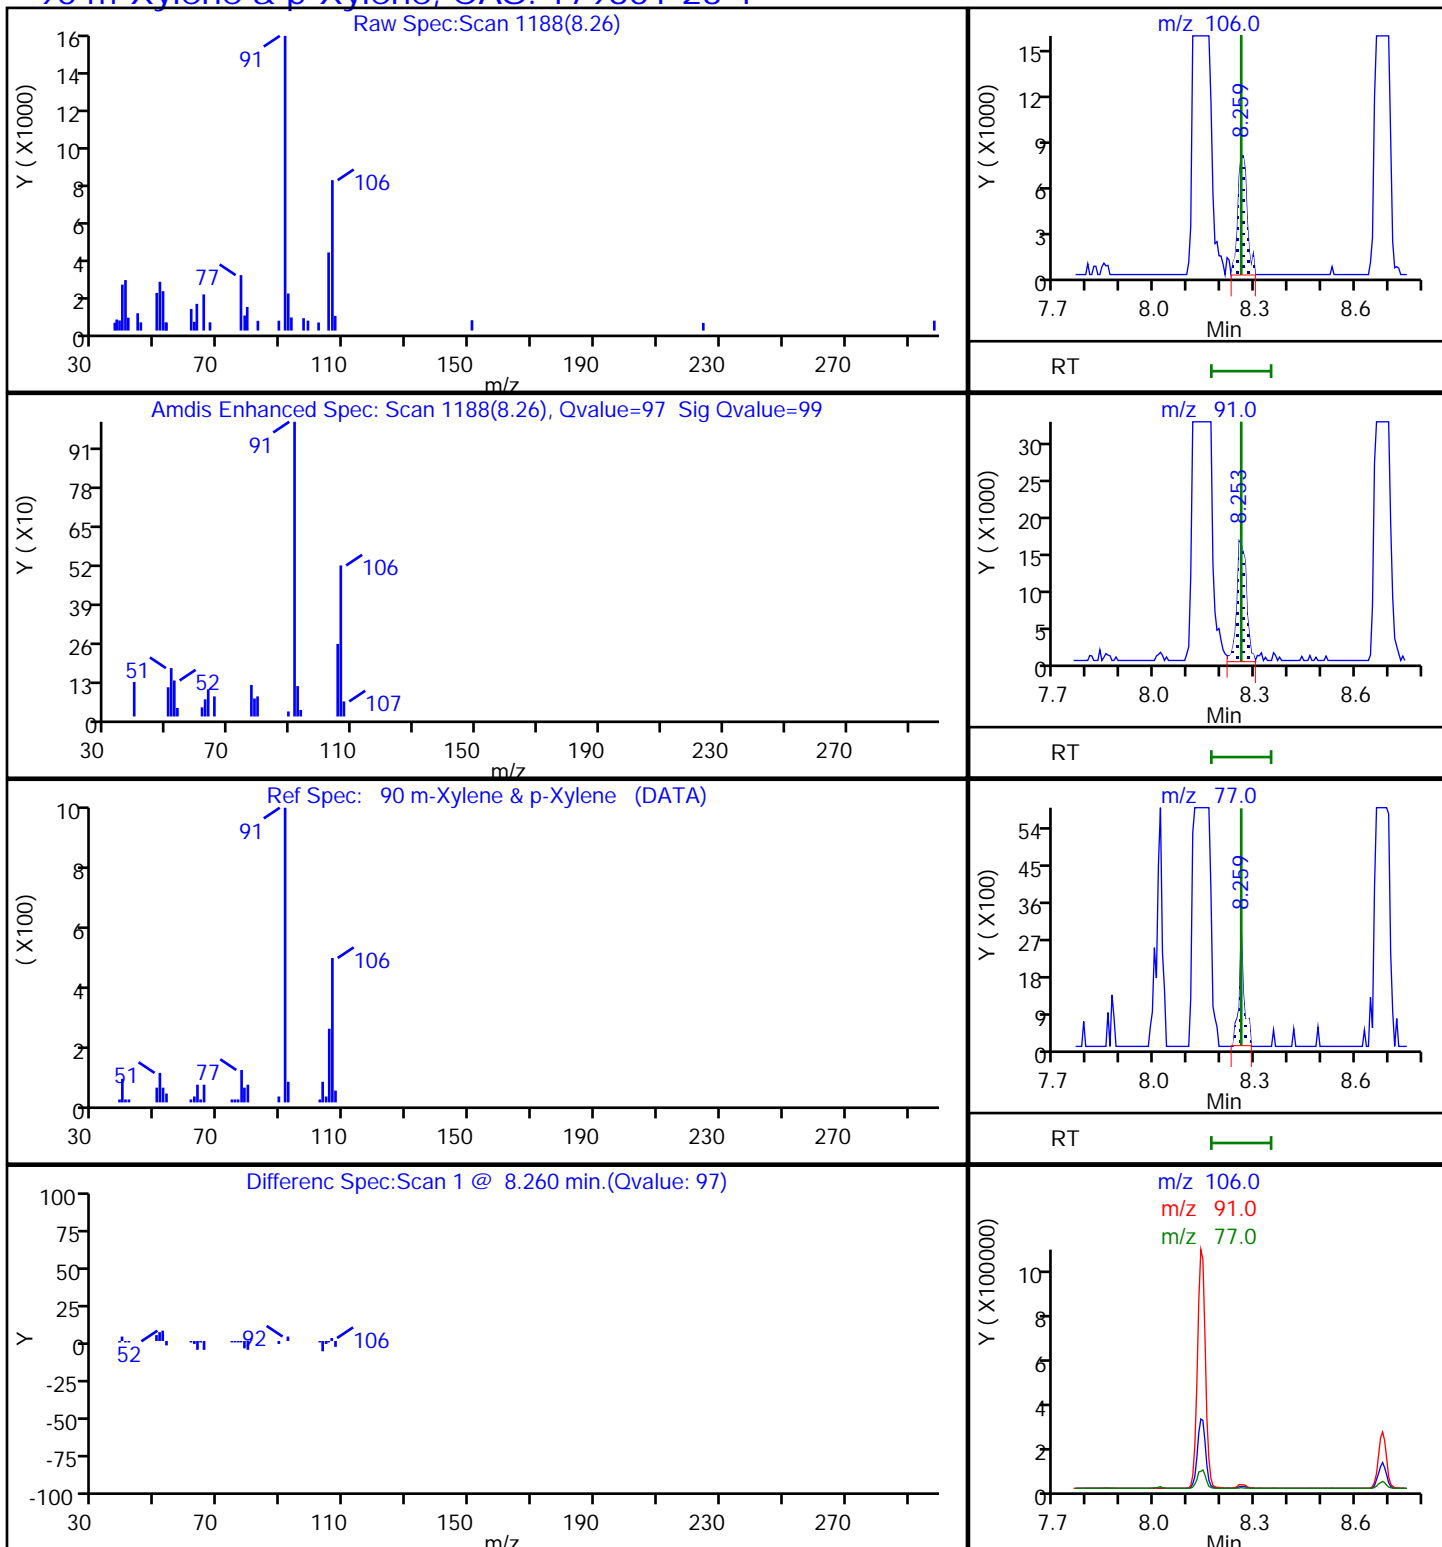 90 m-Xylene & p-Xylene, CAS: 179601-23-1
Raw Spec:Scan 1188(8.26)
Y ( X1000)
16
14
12
10
8
6
4
2
0
91
106
77
30 70 110 150 190 230 270
m/z
m/z 106.0
Y ( X1000)
15
12
9
6
3
0
8.259
7.7 8.0 8.3 8.6
Min
RT
Amdis Enhanced Spec: Scan 1188(8.26), Qvalue=97 Sig Qvalue=99
Y ( X10)
91
78
65
52
39
26
13
0
91
106
51
52
107
30 70 110 150 190 230 270
m/z
m/z 91.0
Y ( X1000)
30
25
20
15
10
5
0
8.253
7.7 8.0 8.3 8.6
Min
RT
Ref Spec: 90 m-Xylene & p-Xylene (DATA)
( X100)
10
8
6
4
2
0
91
106
51
77
30 70 110 150 190 230 270
m/z 77.0
Y ( X100)
54
45
36
27
18
9
0
8.259
7.7 8.0 8.3 8.6
Min
RT
Differenc Spec:Scan 1 @ 8.260 min.(Qvalue: 97)
Y
100
75
50
25
0
-25
-50
-75
-100
52
92
106
30 70 110 150 190 230 270
m/z
m/z 106.0
m/z 91.0
m/z 77.0
Y ( X100000)
10
8
6
4
2
0
7.7 8.0 8.3 8.6
Min